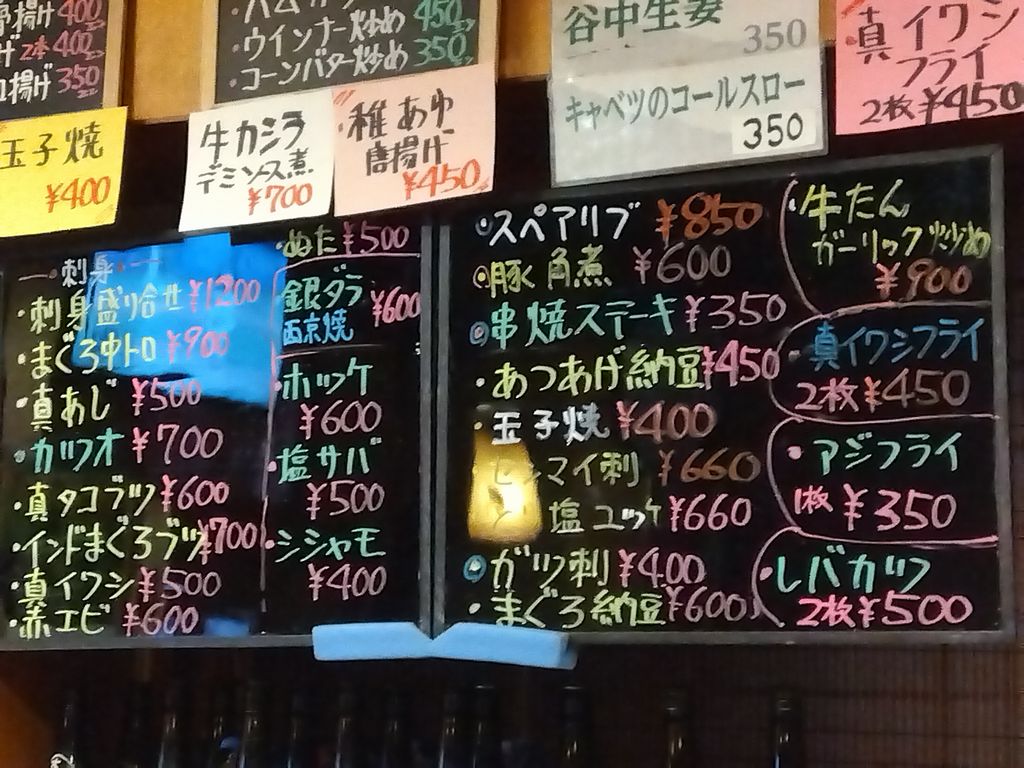 揚げ 400
2本 400
揚げ 350
ウインナー炒め 450
コーンバター炒め 350
谷中生姜
350
キャベツのコールスロー
350
真イワシ
フライ
2枚¥450
玉子焼
¥400
牛カシラ
デミソース煮
¥700
稚あゆ
唐揚げ
¥450
刺身
・刺身盛り合せ¥1200
・まぐろ中トロ ¥900
・真あじ ¥500
・カツオ ¥700
・真タコブツ ¥600
・インドまぐろブツ¥700
・真イワシ ¥500
・赤エビ ¥600
・ぬた¥500
・銀ダラ
西京焼
¥600
・ホッケ
¥600
・塩サバ
¥500
・シシャモ
¥400
・スペアリブ ¥850
・豚角煮 ¥600
・串焼ステーキ ¥350
・あつあげ納豆¥450
・玉子焼 ¥400
センマイ刺 ¥660
塩ユッケ ¥660
・ガツ刺 ¥400
・まぐろ納豆¥600
・牛たん
ガーリック炒め
¥900
・真イワシフライ
2枚¥450
・アジフライ
1枚 ¥350
・レバカツ
2枚¥500